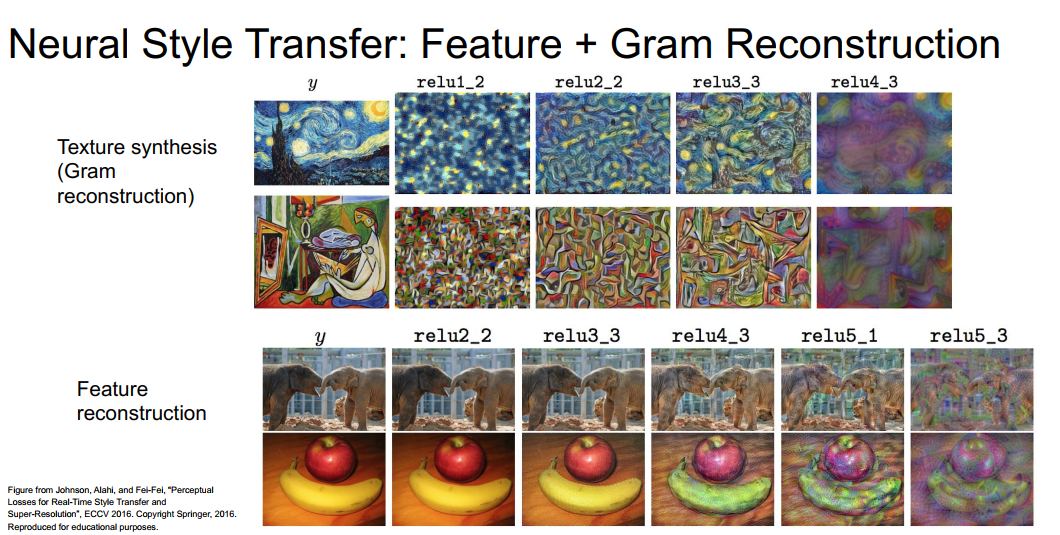 Neural Style Transfer: Feature + Gram Reconstruction
y relu1_2 relu2_2 relu3_3 relu4_3
Texture synthesis
(Gram
reconstruction)
y relu2_2 relu3_3 relu4_3 relu5_1 relu5_3
Feature
reconstruction
Figure from Johnson, Alahi, and Fei-Fei, "Perceptual
Losses for Real-Time Style Transfer and
Super-Resolution", ECCV 2016. Copyright Springer, 2016.
Reproduced for educational purposes.